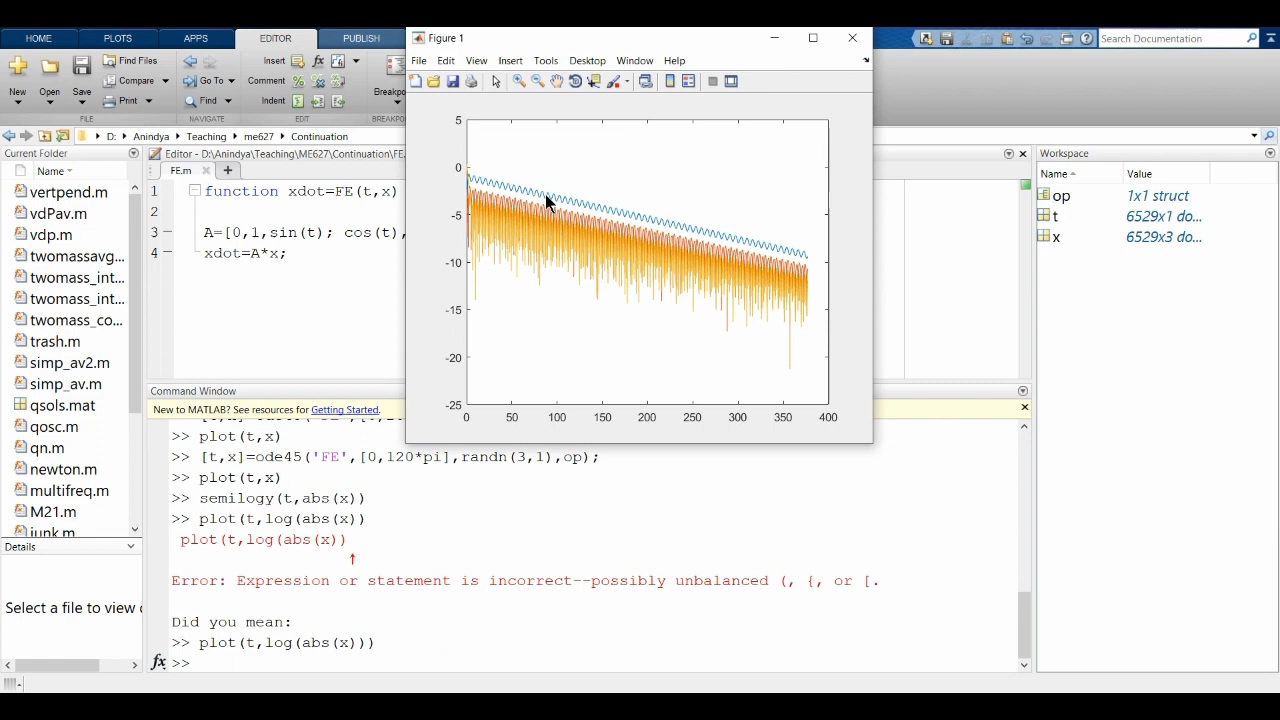 HOME PLOTS APPS EDITOR PUBLISH
Search Documentation
New Open Save
Find Files
Compare
Print
Go To
Find
Insert
Comment
Indent
Breakpo
FILE NAVIGATE EDIT BREAKPO
D: Anindya Teaching me627 Continuation
Current Folder
Name
vertpend.m
vdPav.m
vdp.m
twomassavg...
twomass_int...
twomass_int...
twomass_co...
trash.m
simp_av2.m
simp_av.m
qsols.mat
qosc.m
qn.m
newton.m
multifreq.m
M21.m
junk.m
Details
Select a file to view
Editor - D:\Anindya\Teaching\ME627\Continuation\FE.
FE.m
1 function xdot=FE(t,x)
2
3 A=[0,1,sin(t); cos(t),
4 xdot=A*x;
Figure 1
File Edit View Insert Tools Desktop Window Help
5
0
-5
-10
-15
-20
-25
0 50 100 150 200 250 300 350 400
Command Window
New to MATLAB? See resources for Getting Started.
>> plot(t,x)
>> [t,x]=ode45('FE',[0,120*pi],randn(3,1),op);
>> plot(t,x)
>> semilogy(t,abs(x))
>> plot(t,log(abs(x))
plot(t,log(abs(x))
↑
Error: Expression or statement is incorrect--possibly unbalanced (, {, or [.
Did you mean:
>> plot(t,log(abs(x)))
fx >>
Workspace
Name Value
op 1x1 struct
t 6529x1 do...
x 6529x3 do...